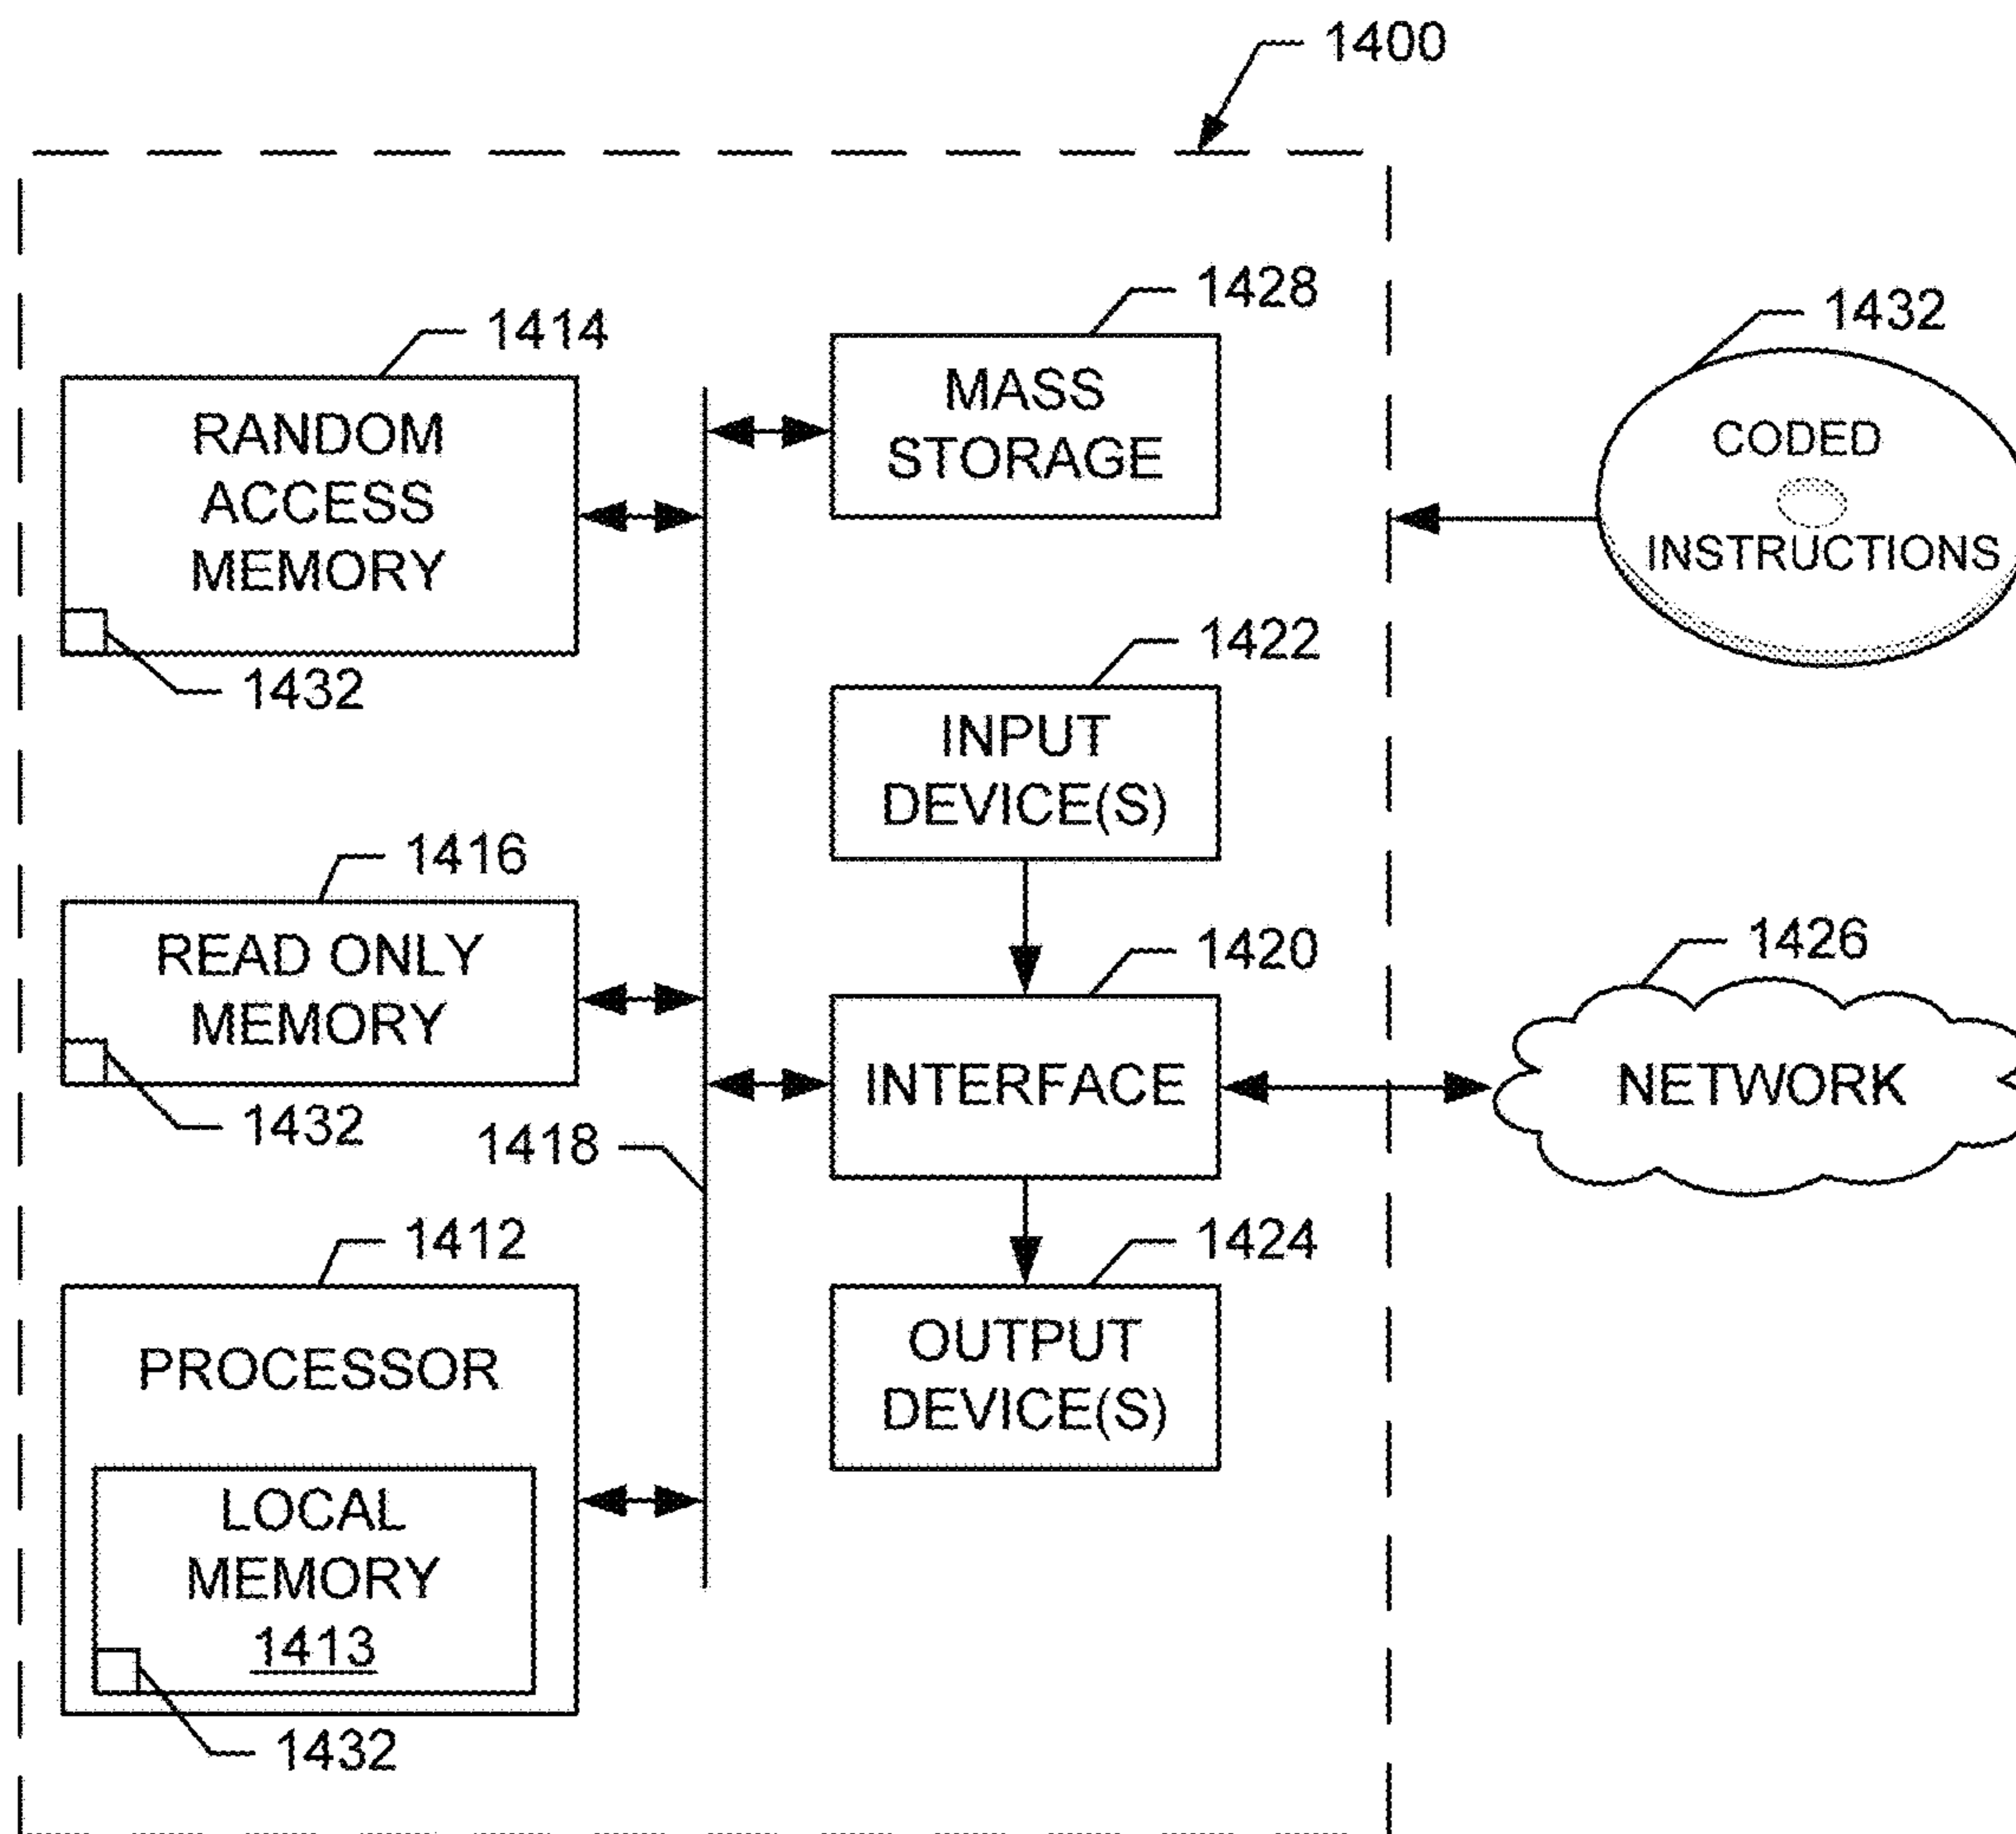 1400
1428
MASS
STORAGE
1414
RANDOM
ACCESS
MEMORY
1432
1432
CODED
INSTRUCTIONS
1422
INPUT
DEVICE(S)
1416
READ ONLY
MEMORY
1432
1420
INTERFACE
1426
NETWORK
1418
1412
PROCESSOR
LOCAL
MEMORY
1413
1432
1424
OUTPUT
DEVICE(S)